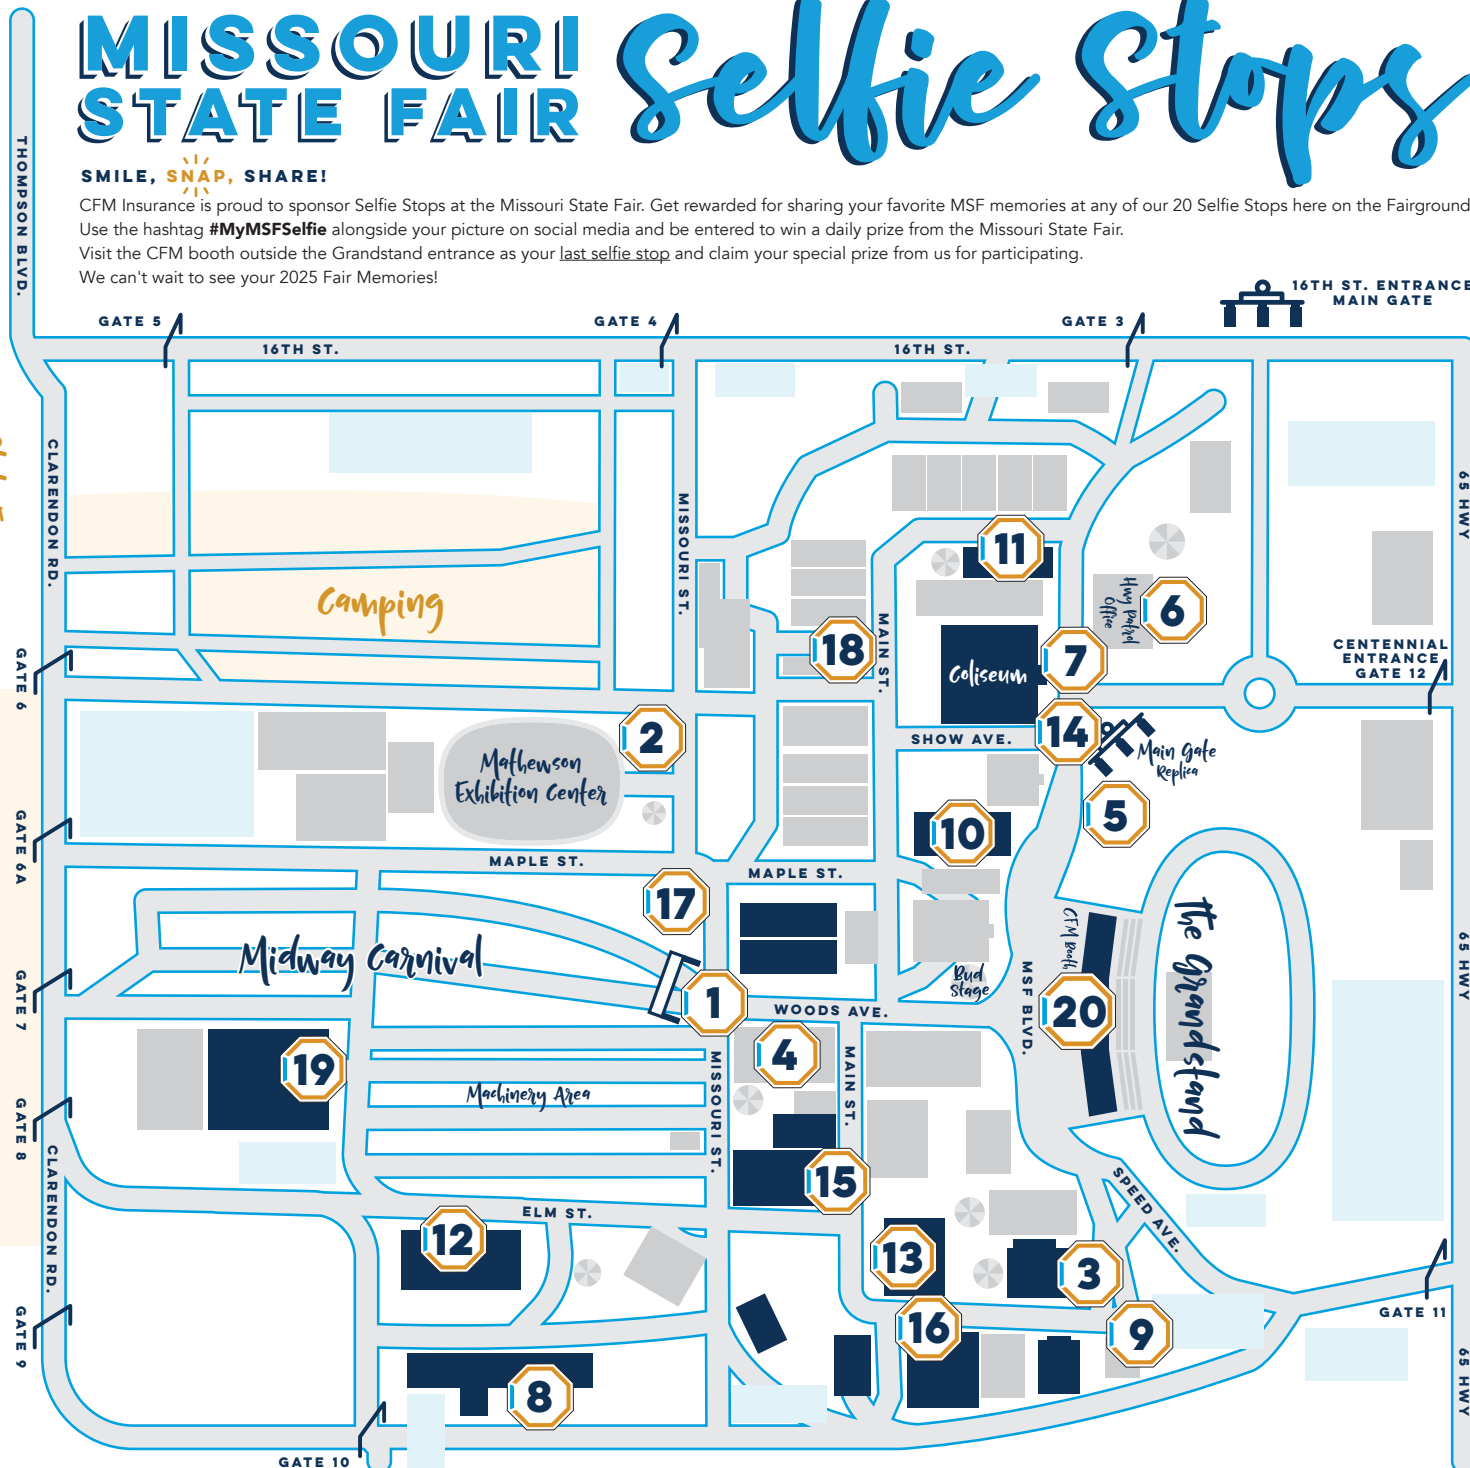 MISSOURI
STATE FAIR
Selfie Stops
SMILE, SNAP, SHARE!
CFM Insurance is proud to sponsor Selfie Stops at the Missouri State Fair. Get rewarded for sharing your favorite MSF memories at any of our 20 Selfie Stops here on the Fairground
Use the hashtag #MyMSFSelfie alongside your picture on social media and be entered to win a daily prize from the Missouri State Fair.
Visit the CFM booth outside the Grandstand entrance as your last selfie stop and claim your special prize from us for participating.
We can't wait to see your 2025 Fair Memories!
THOMPSON BLVD.
16TH ST. ENTRANCE
MAIN GATE
GATE 5
GATE 4
GATE 3
16TH ST.
16TH ST.
CLARENDON RD.
MISSOURI ST.
65 HWY
11
Camping
Hwy Patrol
Office
6
18
MAIN ST.
7
Coliseum
CENTENNIAL
ENTRANCE
GATE 12
GATE 6
2
14
SHOW AVE.
Main Gate
Replica
Mathewson
Exhibition Center
5
10
GATE 6A
MAPLE ST.
MAPLE ST.
17
CFM Booth
The Grandstand
Midway Carnival
Bud
Stage
MSF BLVD.
65 HWY
GATE 7
1
WOODS AVE.
20
4
19
MISSOURI ST.
MAIN ST.
Machinery Area
GATE 8
15
SPEED AVE.
CLARENDON RD.
ELM ST.
12
13
3
16
9
GATE 11
GATE 9
65 HWY
8
GATE 10